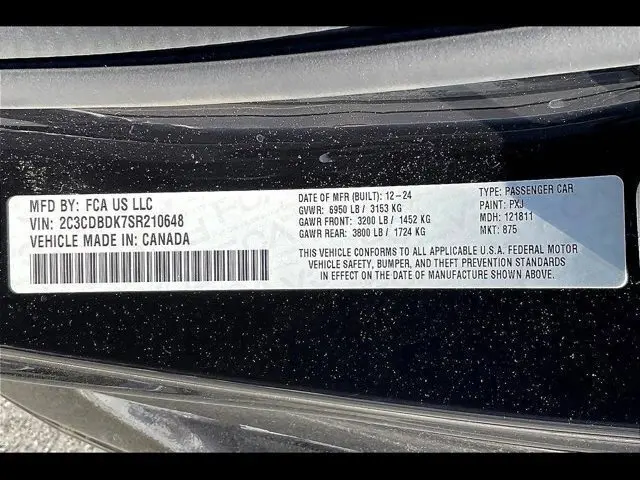 MFD BY: FCA US LLC
VIN: 2C3CDBDK7SR210648
VEHICLE MADE IN: CANADA
DATE OF MFR (BUILT): 12-24
GVWR: 6950 LB / 3153 KG
GAWR FRONT: 3200 LB / 1452 KG
GAWR REAR: 3800 LB / 1724 KG
TYPE: PASSENGER CAR
PAINT: PXJ
MDH: 121811
MKT: 875
THIS VEHICLE CONFORMS TO ALL APPLICABLE U.S.A. FEDERAL MOTOR
VEHICLE SAFETY, BUMPER, AND THEFT PREVENTION STANDARDS
IN EFFECT ON THE DATE OF MANUFACTURE SHOWN ABOVE.